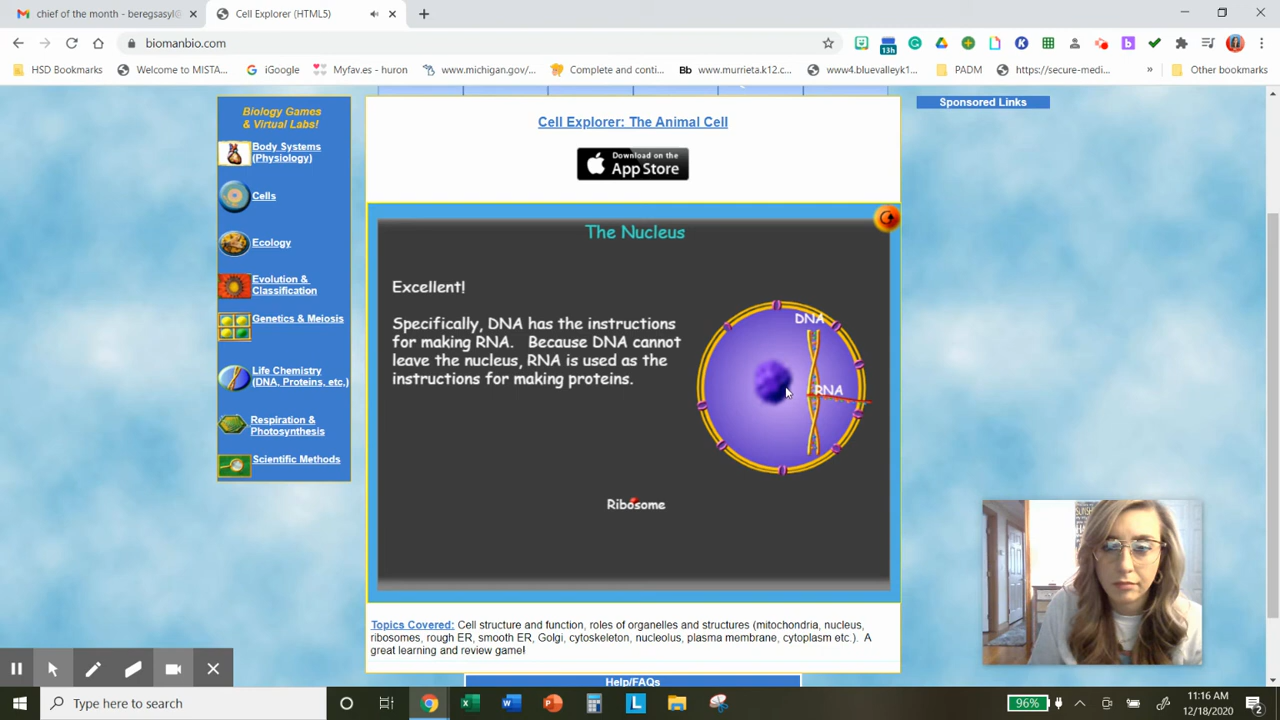 chief of the month - beregsasyl@
Cell Explorer (HTML5)
biomanbio.com
13h
HSD Bookmarks
Welcome to MISTA...
iGoogle
Myfav.es - huron
www.michigan.gov/...
Complete and conti...
Bb www.murrieta.k12.c...
www4.bluevalleyk1...
PADM
https://secure-medi...
Other bookmarks
Biology Games
& Virtual Labs!
Body Systems
(Physiology)
Cells
Ecology
Evolution &
Classification
Genetics & Meiosis
Life Chemistry
(DNA, Proteins, etc.)
Respiration &
Photosynthesis
Scientific Methods
Cell Explorer: The Animal Cell
Download on the
App Store
Sponsored Links
The Nucleus
Excellent!
Specifically, DNA has the instructions
for making RNA. Because DNA cannot
leave the nucleus, RNA is used as the
instructions for making proteins.
DNA
RNA
Ribosome
Topics Covered: Cell structure and function, roles of organelles and structures (mitochondria, nucleus,
ribosomes, rough ER, smooth ER, Golgi, cytoskeleton, nucleolus, plasma membrane, cytoplasm etc.). A
great learning and review game!
Help/FAQs
Type here to search
96%
11:16 AM
12/18/2020
2